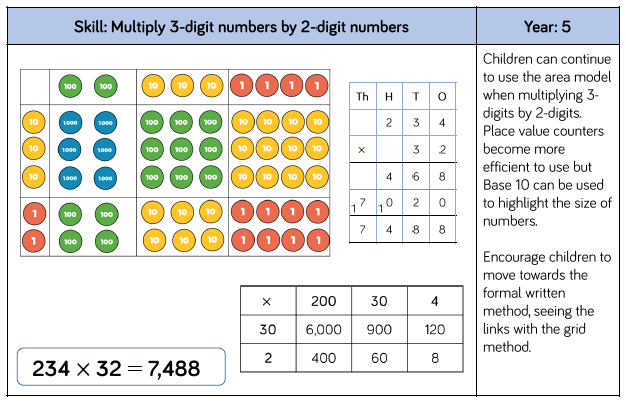 Skill: Multiply 3-digit numbers by 2-digit numbers
Year: 5
100 100 10 10 10 1 1 1 1
10 1000 1000 100 100 100 10 10 10 10
10 1000 1000 100 100 100 10 10 10 10
10 1000 1000 100 100 100 10 10 10 10
1 100 100 10 10 10 1 1 1 1
1 100 100 10 10 10 1 1 1 1
Th H T O
2 3 4
× 3 2
4 6 8
1 7 1 0 2 0
7 4 8 8
× 200 30 4
30 6,000 900 120
2 400 60 8
234 × 32 = 7,488
Children can continue
to use the area model
when multiplying 3-
digits by 2-digits.
Place value counters
become more
efficient to use but
Base 10 can be used
to highlight the size of
numbers.
Encourage children to
move towards the
formal written
method, seeing the
links with the grid
method.